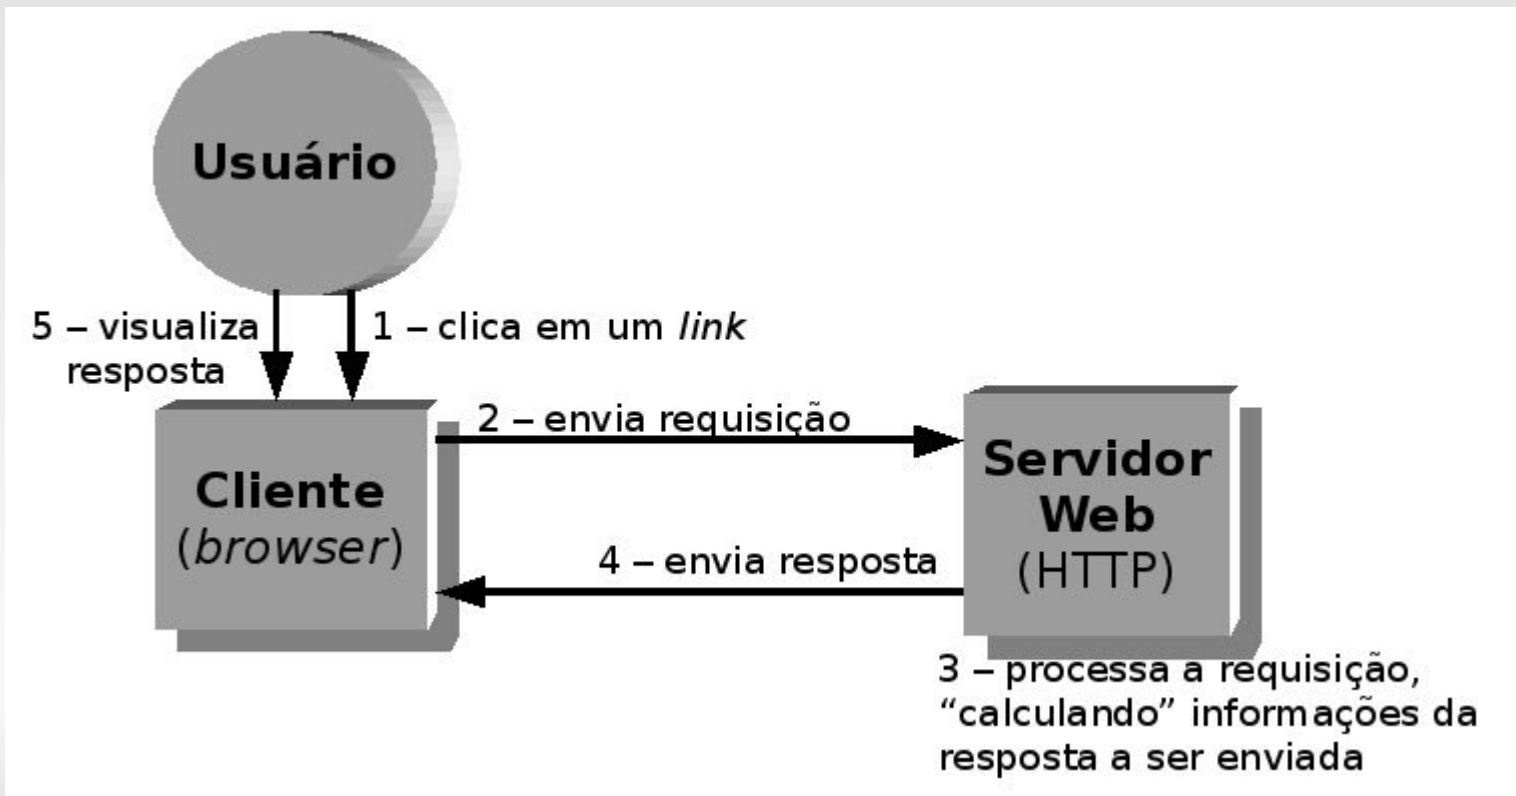 Usuário
5 – visualiza
resposta
1 – clica em um link
2 – envia requisição
Cliente
(browser)
Servidor
Web
(HTTP)
4 – envia resposta
3 – processa a requisição,
“calculando” informações da
resposta a ser enviada